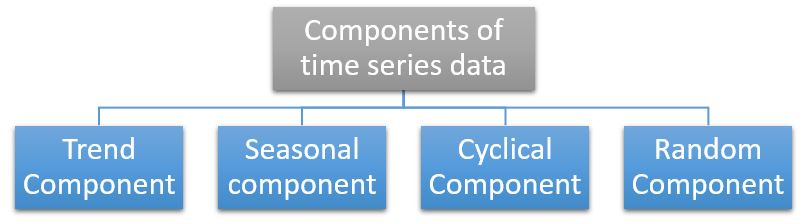 Components of
time series data
Trend
Component
Seasonal
component
Cyclical
Component
Random
Component